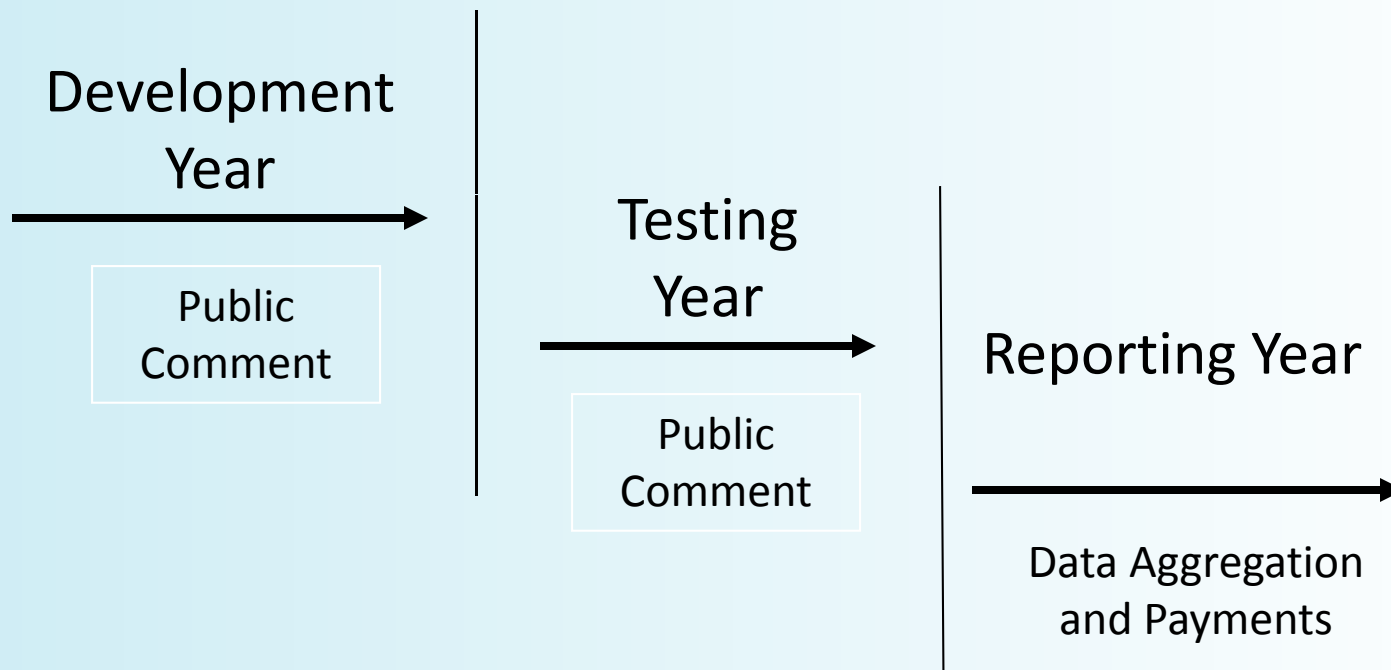 Development
Year
Public
Comment
Testing
Year
Public
Comment
Reporting Year
Data Aggregation
and Payments